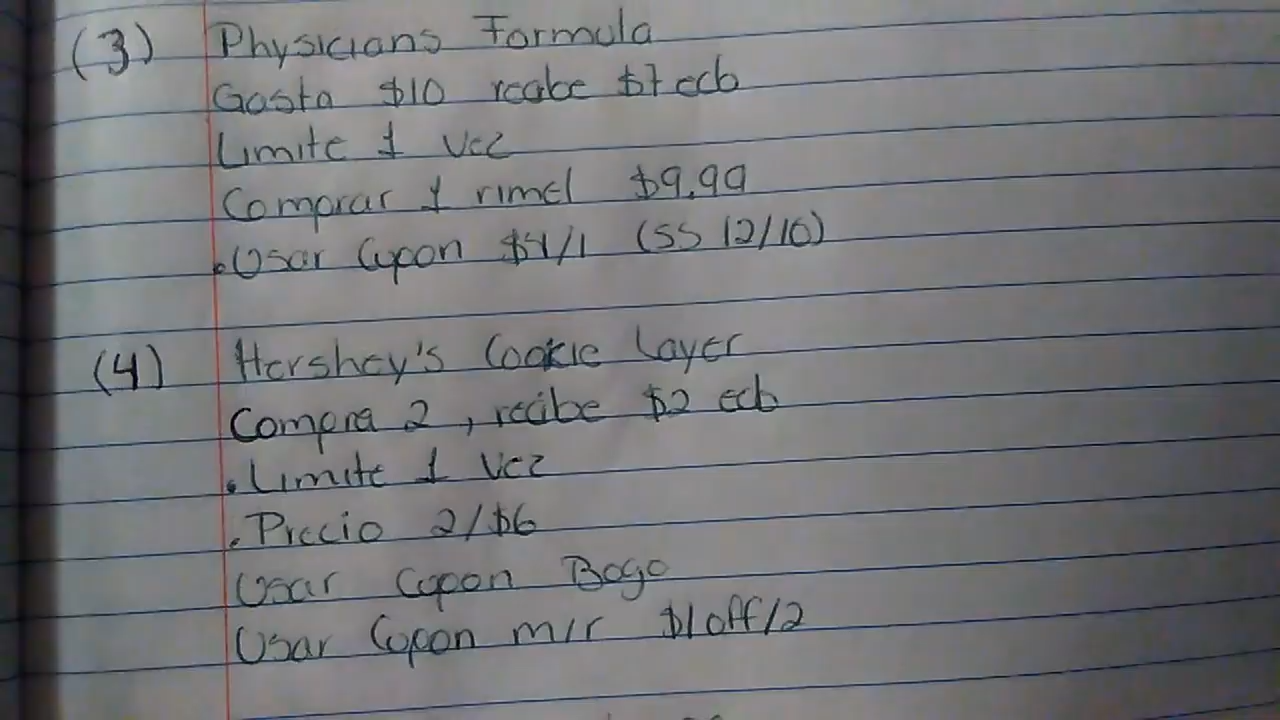 (3) Physicians Formula
Gasta $10 recibe $7 ecb
Limite 1 vez
Comprar 1 rimel $9.99
. Usar Cupon $4/1 (SS 12/10)
(4) Hershey's Cookie Layer
Compra 2, recibe $2 ecb
. Limite 1 vez
. Precio 2/$6
Usar Cupon Bogo
Usar Cupon m/r $1 off/2